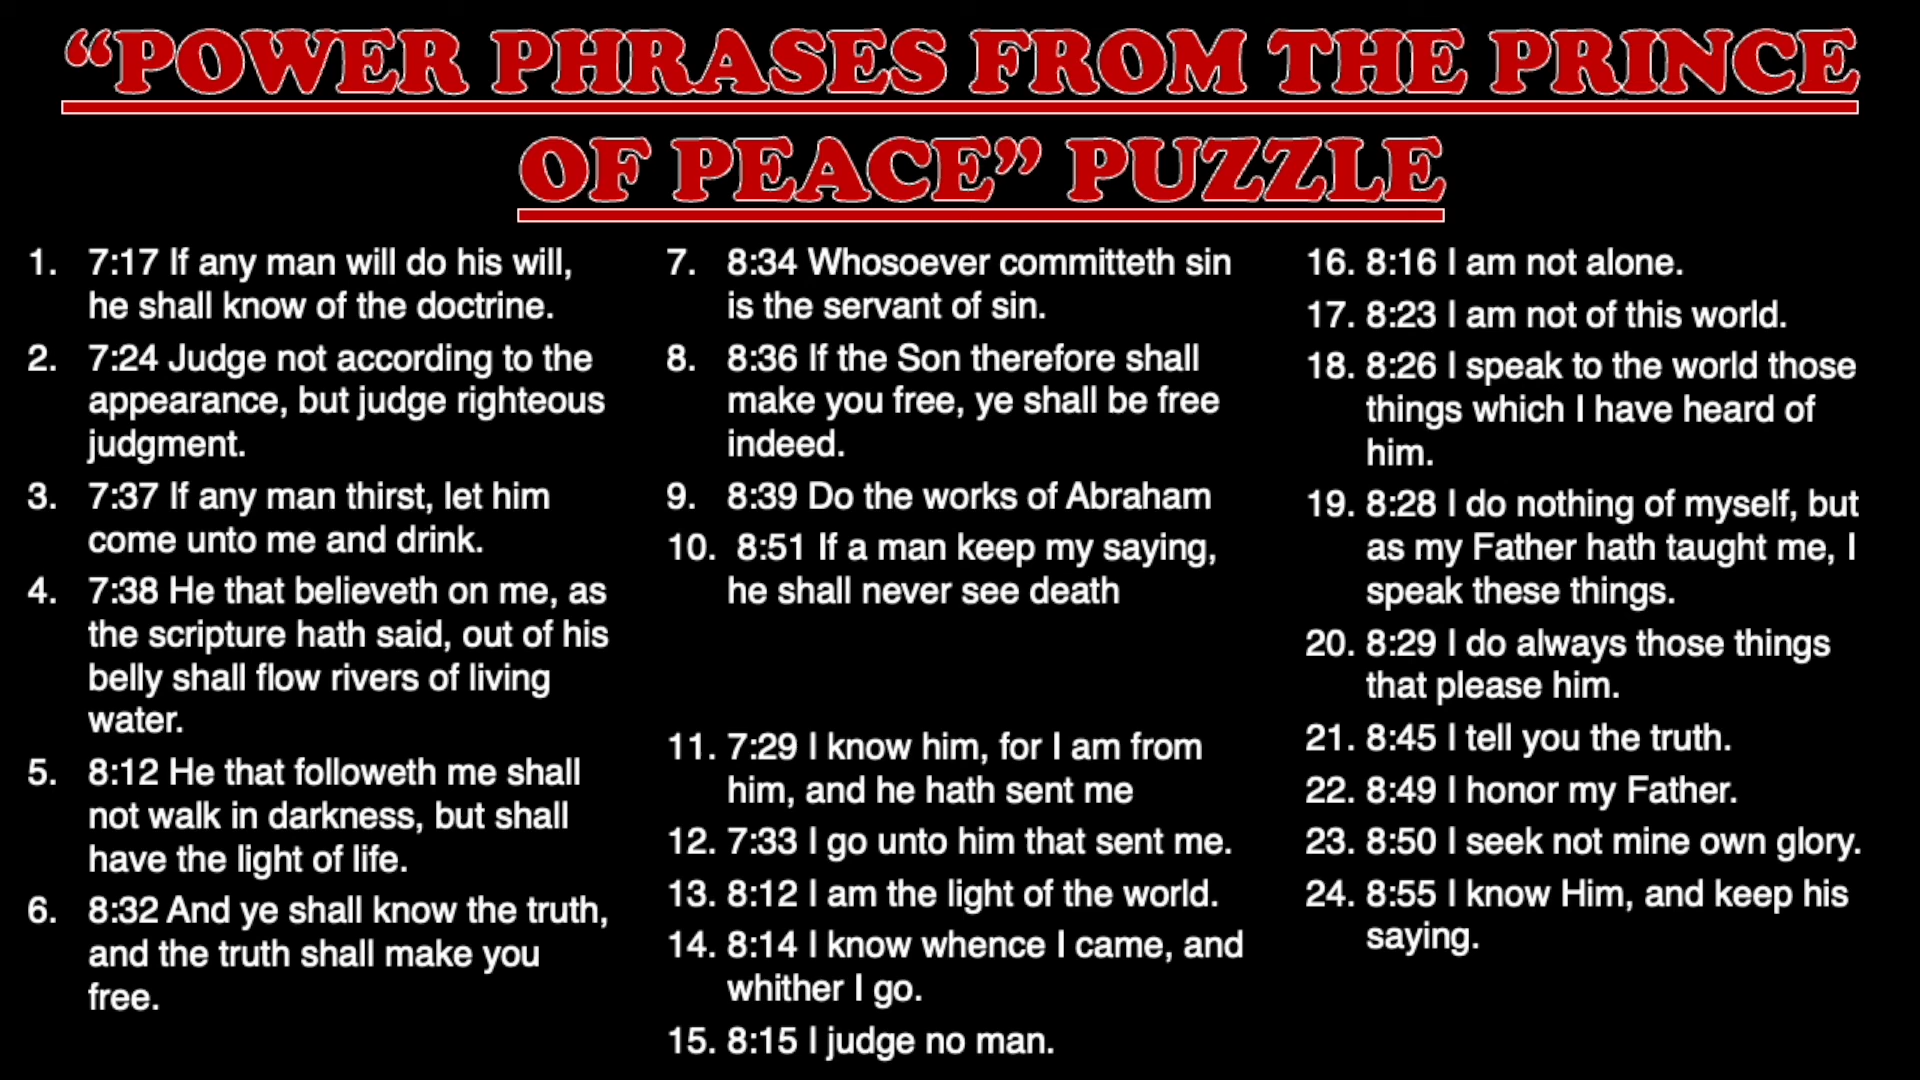 “POWER PHRASES FROM THE PRINCE
OF PEACE” PUZZLE
1. 7:17 If any man will do his will,
he shall know of the doctrine.
2. 7:24 Judge not according to the
appearance, but judge righteous
judgment.
3. 7:37 If any man thirst, let him
come unto me and drink.
4. 7:38 He that believeth on me, as
the scripture hath said, out of his
belly shall flow rivers of living
water.
5. 8:12 He that followeth me shall
not walk in darkness, but shall
have the light of life.
6. 8:32 And ye shall know the truth,
and the truth shall make you
free.
7. 8:34 Whosoever committeth sin
is the servant of sin.
8. 8:36 If the Son therefore shall
make you free, ye shall be free
indeed.
9. 8:39 Do the works of Abraham
10. 8:51 If a man keep my saying,
he shall never see death
11. 7:29 I know him, for I am from
him, and he hath sent me
12. 7:33 I go unto him that sent me.
13. 8:12 I am the light of the world.
14. 8:14 I know whence I came, and
whither I go.
15. 8:15 I judge no man.
16. 8:16 I am not alone.
17. 8:23 I am not of this world.
18. 8:26 I speak to the world those
things which I have heard of
him.
19. 8:28 I do nothing of myself, but
as my Father hath taught me, I
speak these things.
20. 8:29 I do always those things
that please him.
21. 8:45 I tell you the truth.
22. 8:49 I honor my Father.
23. 8:50 I seek not mine own glory.
24. 8:55 I know Him, and keep his
saying.